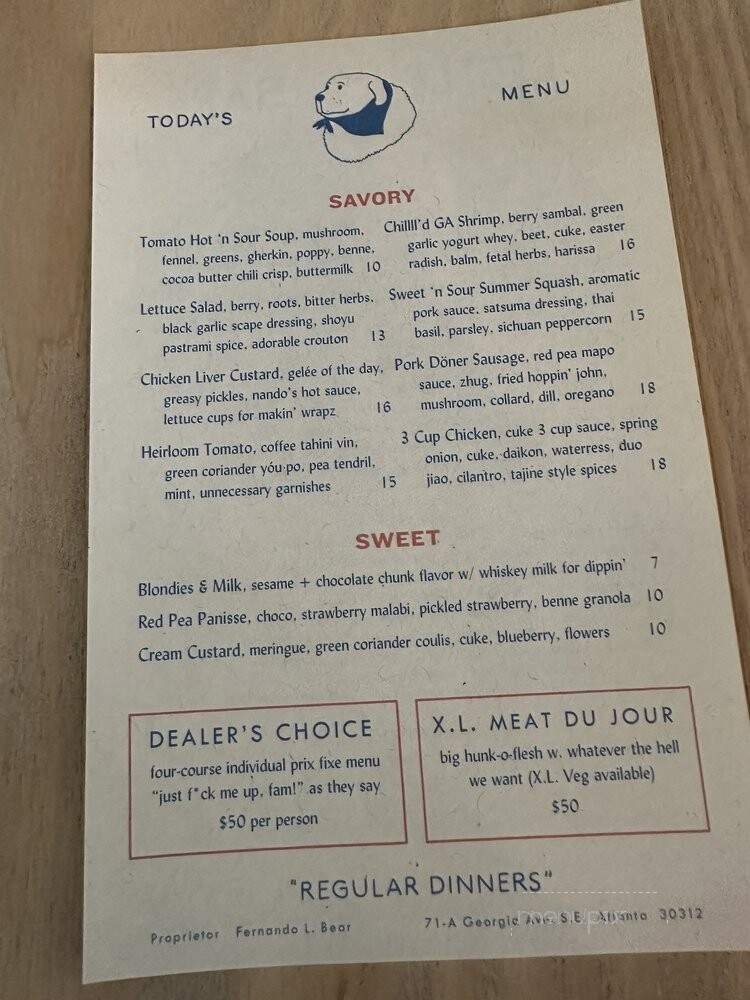 TODAY'S MENU
SAVORY
Tomato Hot 'n Sour Soup, mushroom,
fennel, greens, gherkin, poppy, benne,
cocoa butter chili crisp, buttermilk 10
Lettuce Salad, berry, roots, bitter herbs,
black garlic scape dressing, shoyu
pastrami spice, adorable crouton 13
Chicken Liver Custard, gelée of the day,
greasy pickles, nando's hot sauce,
lettuce cups for makin' wrapz 16
Heirloom Tomato, coffee tahini vin,
green coriander yóu po, pea tendril,
mint, unnecessary garnishes 15
Chillll'd GA Shrimp, berry sambal, green
garlic yogurt whey, beet, cuke, easter
radish, balm, fetal herbs, harissa 16
Sweet 'n Sour Summer Squash, aromatic
pork sauce, satsuma dressing, thai
basil, parsley, sichuan peppercorn 15
Pork Döner Sausage, red pea mapo
sauce, zhug, fried hoppin' john,
mushroom, collard, dill, oregano 18
3 Cup Chicken, cuke 3 cup sauce, spring
onion, cuke, daikon, waterress, duo
jiao, cilantro, tajine style spices 18
SWEET
Blondies & Milk, sesame + chocolate chunk flavor w/ whiskey milk for dippin' 7
Red Pea Panisse, choco, strawberry malabi, pickled strawberry, benne granola 10
Cream Custard, meringue, green coriander coulis, cuke, blueberry, flowers 10
DEALER'S CHOICE
four-course individual prix fixe menu
"just f*ck me up, fam!" as they say
$50 per person
X.L. MEAT DU JOUR
big hunk-o-flesh w. whatever the hell
we want (X.L. Veg available)
$50
"REGULAR DINNERS"
Proprietor Fernando L. Bear
71-A Georgia Ave. S.E. Atlanta 30312